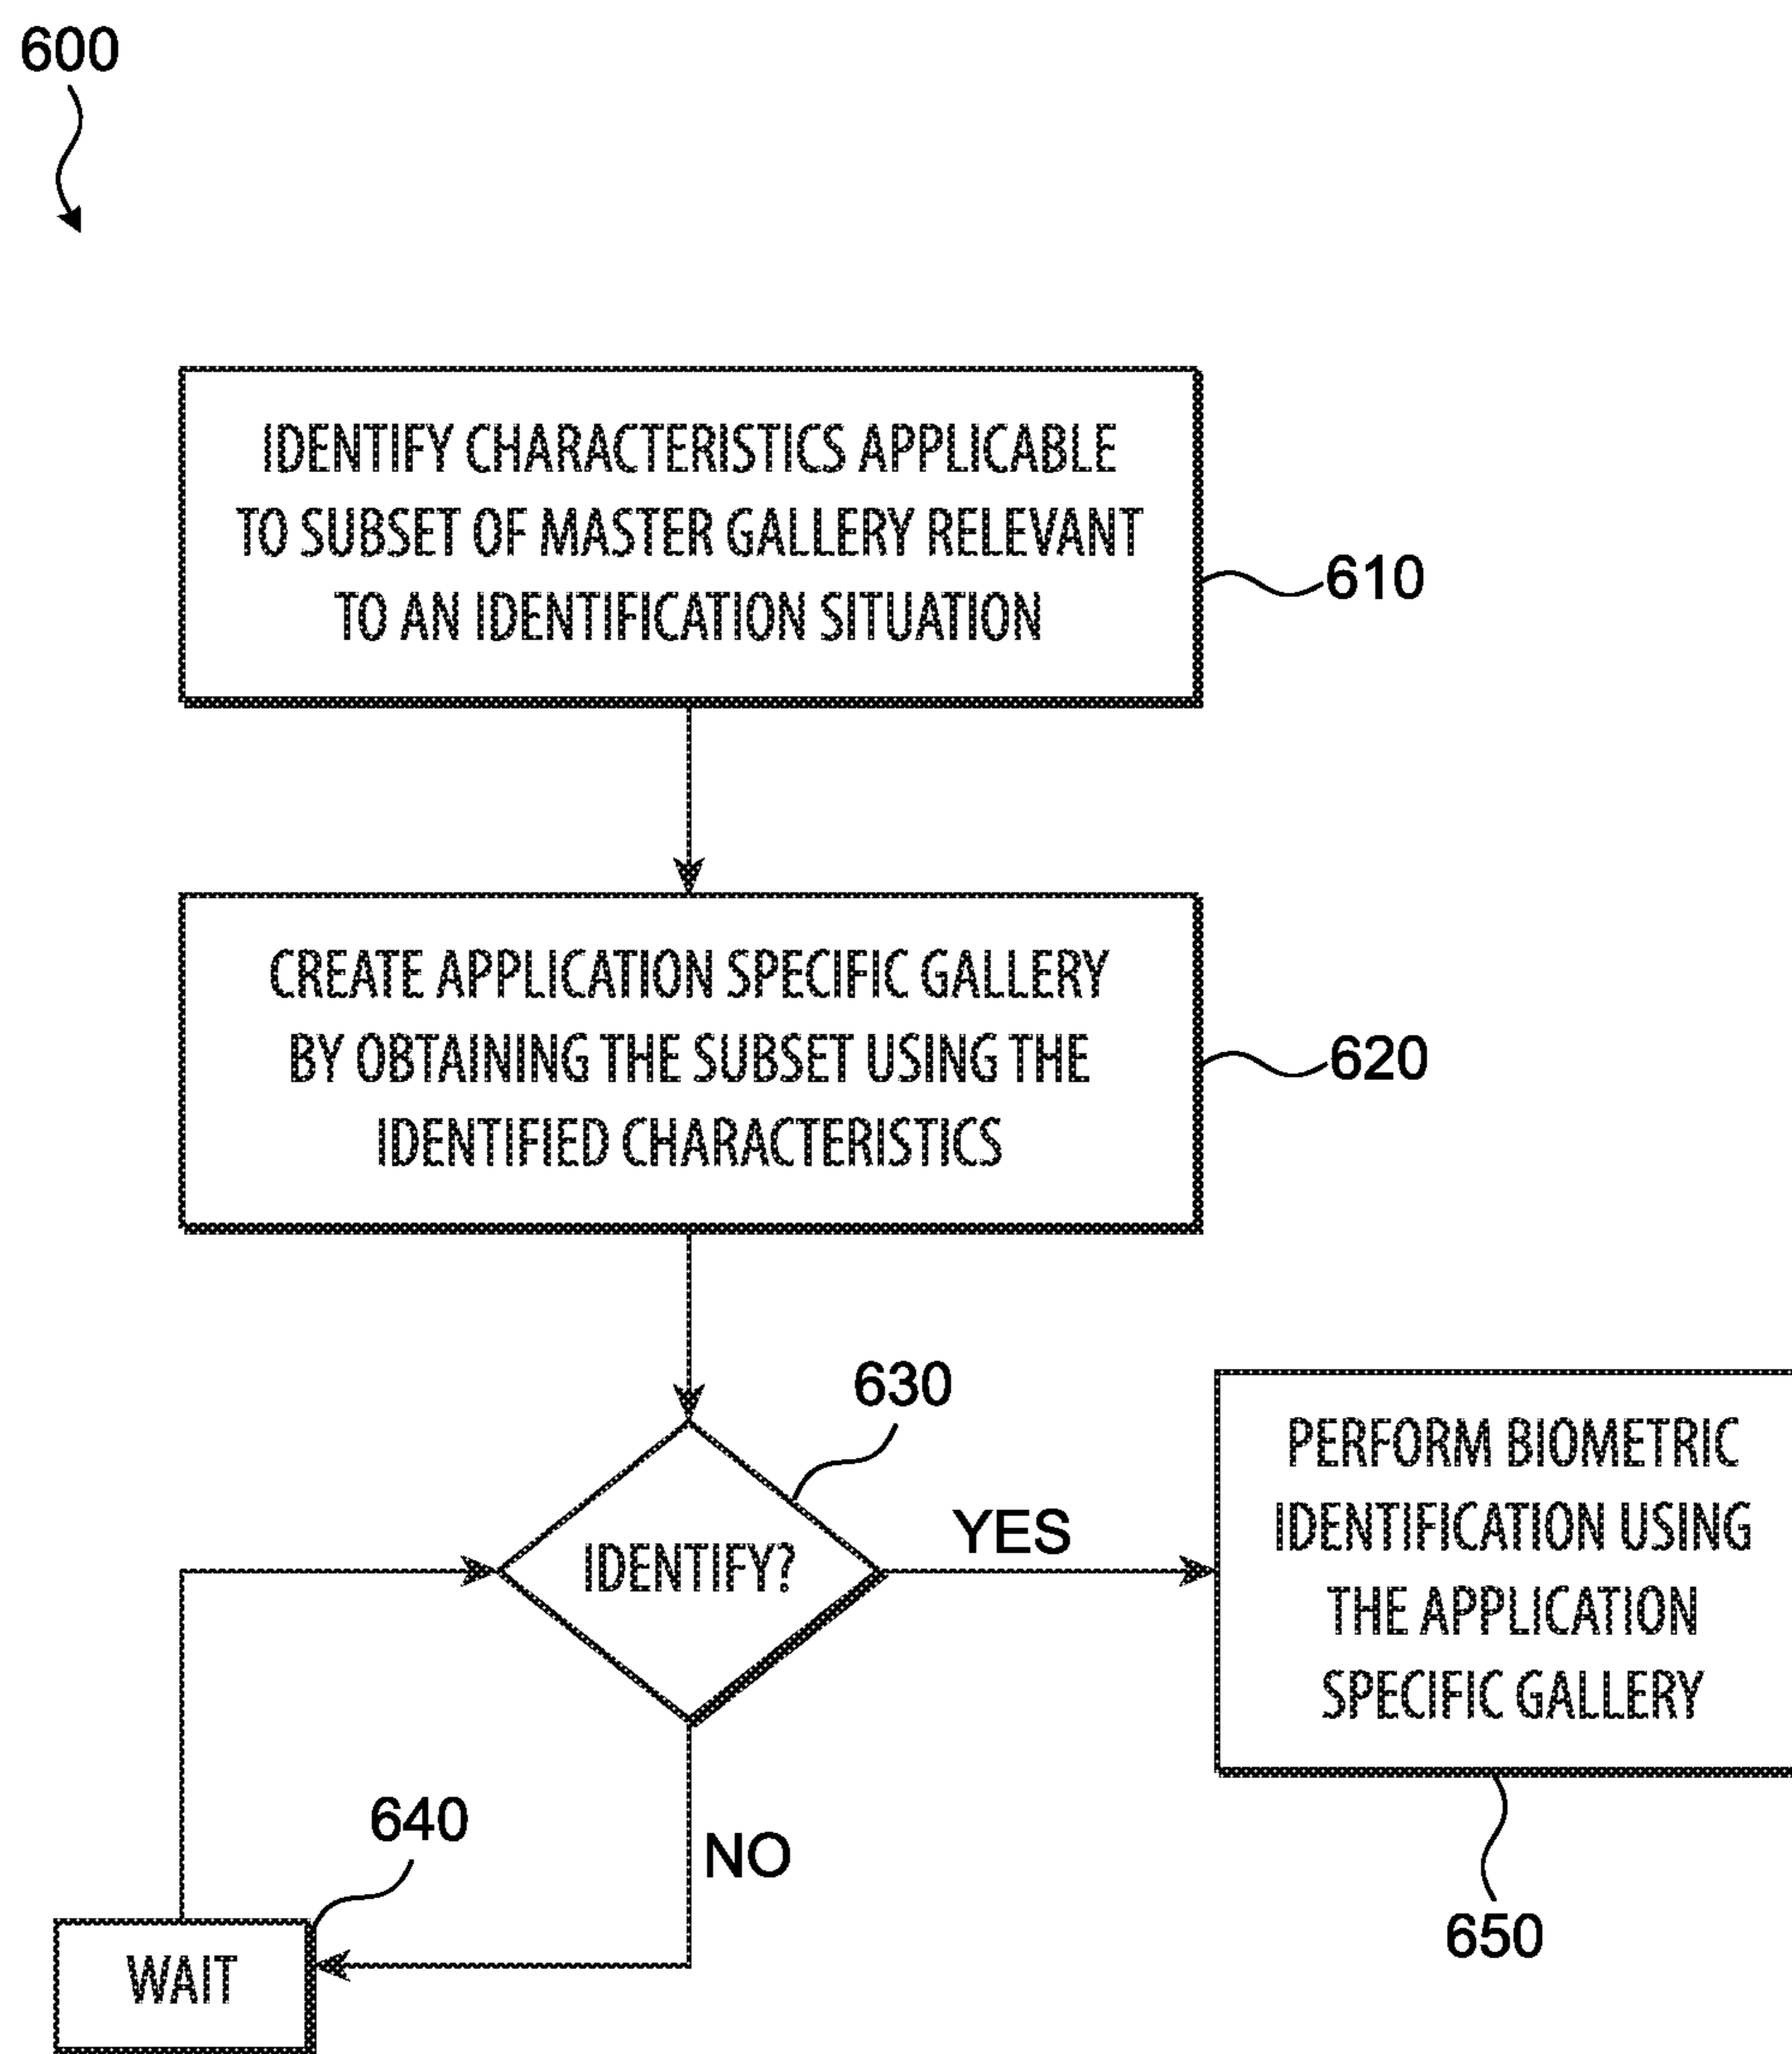 600
IDENTIFY CHARACTERISTICS APPLICABLE
TO SUBSET OF MASTER GALLERY RELEVANT
TO AN IDENTIFICATION SITUATION
610
CREATE APPLICATION SPECIFIC GALLERY
BY OBTAINING THE SUBSET USING THE
IDENTIFIED CHARACTERISTICS
620
630
IDENTIFY?
YES
PERFORM BIOMETRIC
IDENTIFICATION USING
THE APPLICATION
SPECIFIC GALLERY
650
NO
640
WAIT